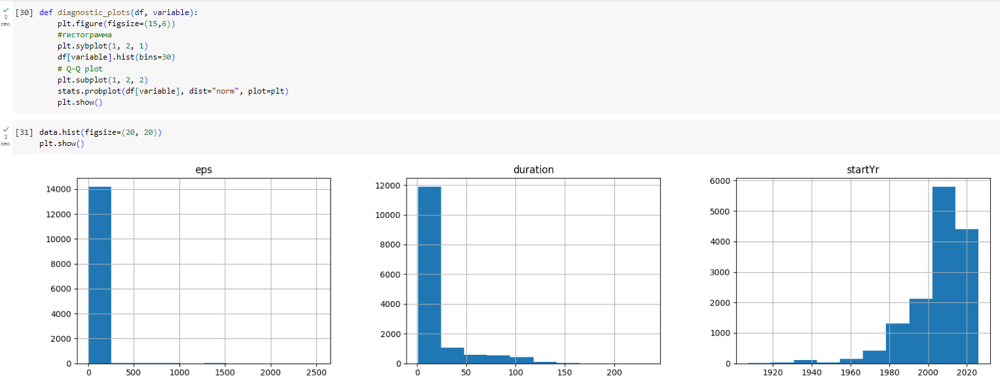 [30] def diagnostic_plots(df, variable):
plt.figure(figsize=(15,6))
#гистограмма
plt.sybplot(1, 2, 1)
df[variable].hist(bins=30)
# Q-Q plot
plt.subplot(1, 2, 2)
stats.probplot(df[variable], dist="norm", plot=plt)
plt.show()
0
сек.
[31] data.hist(figsize=(20, 20))
plt.show()
2
сек.
eps
14000
12000
10000
8000
6000
4000
2000
0
0 500 1000 1500 2000 2500
duration
12000
10000
8000
6000
4000
2000
0
0 50 100 150 200
startYr
6000
5000
4000
3000
2000
1000
0
1920 1940 1960 1980 2000 2020